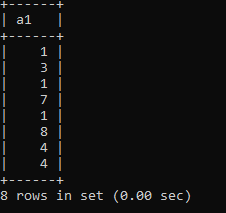 +------+
| a1   |
+------+
|    1 |
|    3 |
|    1 |
|    7 |
|    1 |
|    8 |
|    4 |
|    4 |
+------+
8 rows in set (0.00 sec)